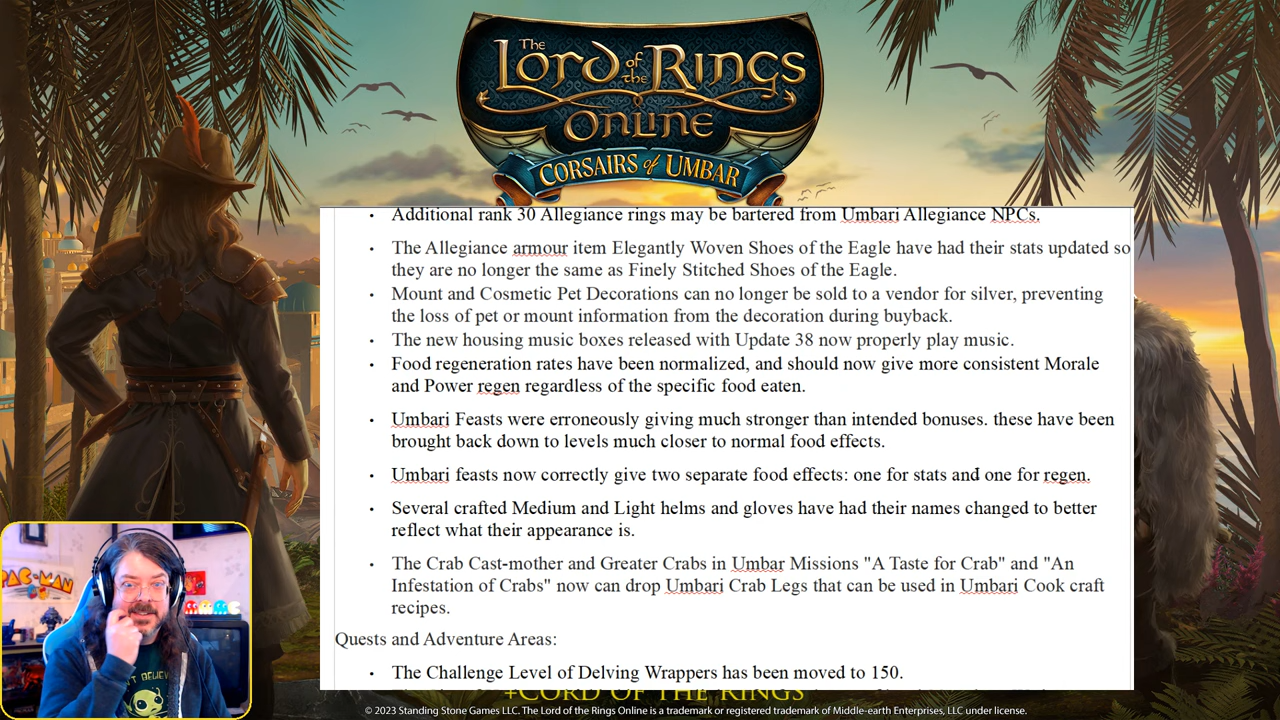 The
Lord of the Rings
Online
CORSAIRS of UMBAR
• Additional rank 30 Allegiance rings may be bartered from Umbari Allegiance NPCs.
• The Allegiance armour item Elegantly Woven Shoes of the Eagle have had their stats updated so
they are no longer the same as Finely Stitched Shoes of the Eagle.
• Mount and Cosmetic Pet Decorations can no longer be sold to a vendor for silver, preventing
the loss of pet or mount information from the decoration during buyback.
• The new housing music boxes released with Update 38 now properly play music.
• Food regeneration rates have been normalized, and should now give more consistent Morale
and Power regen regardless of the specific food eaten.
• Umbari Feasts were erroneously giving much stronger than intended bonuses. these have been
brought back down to levels much closer to normal food effects.
• Umbari feasts now correctly give two separate food effects: one for stats and one for regen.
• Several crafted Medium and Light helms and gloves have had their names changed to better
reflect what their appearance is.
• The Crab Cast-mother and Greater Crabs in Umbar Missions "A Taste for Crab" and "An
Infestation of Crabs" now can drop Umbari Crab Legs that can be used in Umbari Cook craft
recipes.
Quests and Adventure Areas:
• The Challenge Level of Delving Wrappers has been moved to 150.
PAC-MAN
+CORD OF THE RINGS
© 2023 Standing Stone Games LLC. The Lord of the Rings Online is a trademark or registered trademark of Middle-earth Enterprises, LLC under license.